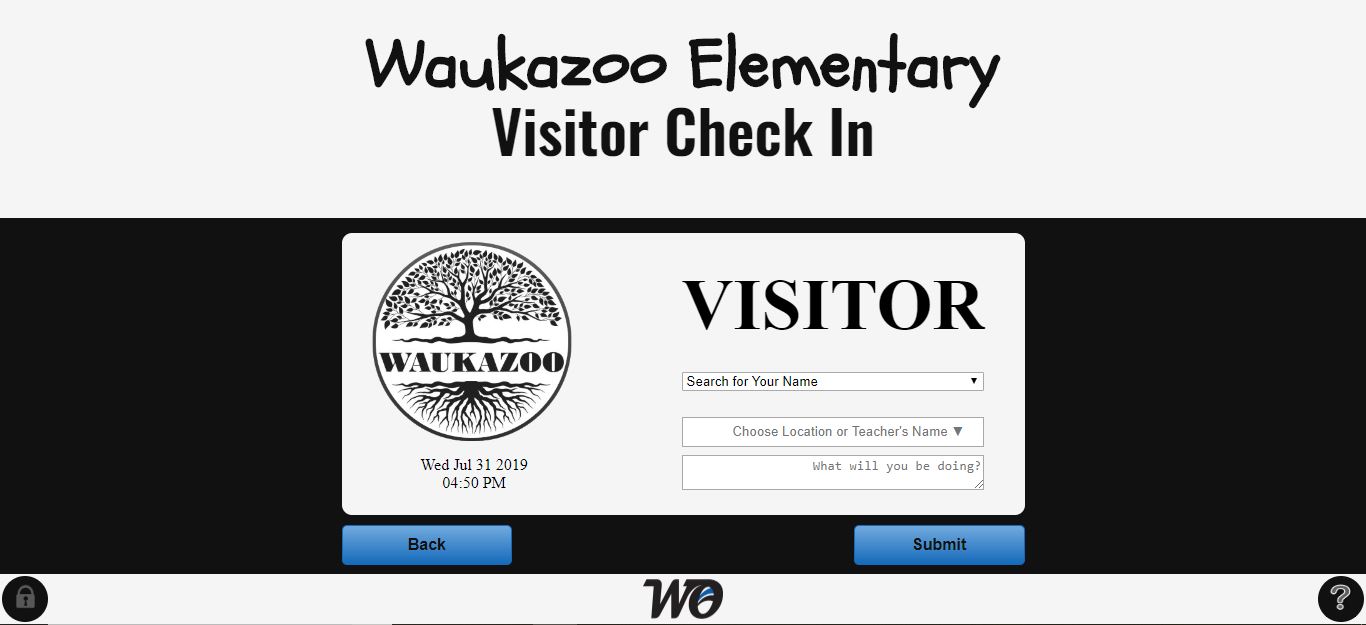 Waukazoo Elementary
Visitor Check In
WAUKAZOO
Wed Jul 31 2019
04:50 PM
VISITOR
Search for Your Name ▼
Choose Location or Teacher's Name ▼
What will you be doing?
Back
Submit
WO
?